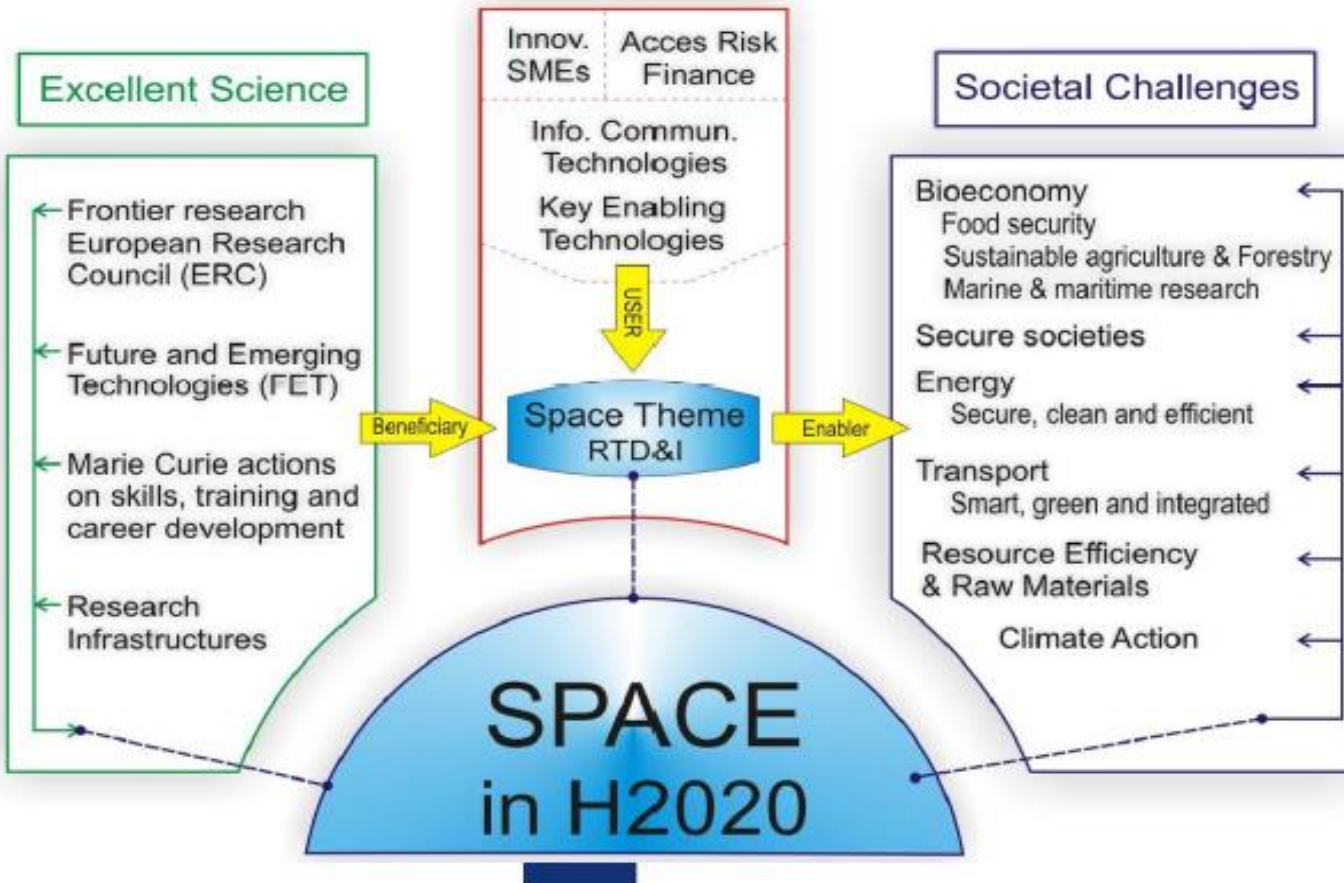 Excellent Science
Frontier research
European Research
Council (ERC)
Future and Emerging
Technologies (FET)
Marie Curie actions
on skills, training and
career development
Research
Infrastructures
Beneficiary
Innov.
SMEs
Acces Risk
Finance
Info. Commun.
Technologies
Key Enabling
Technologies
USER
Space Theme
RTD&I
Enabler
Societal Challenges
Bioeconomy
Food security
Sustainable agriculture & Forestry
Marine & maritime research
Secure societies
Energy
Secure, clean and efficient
Transport
Smart, green and integrated
Resource Efficiency
& Raw Materials
Climate Action
SPACE
in H2020